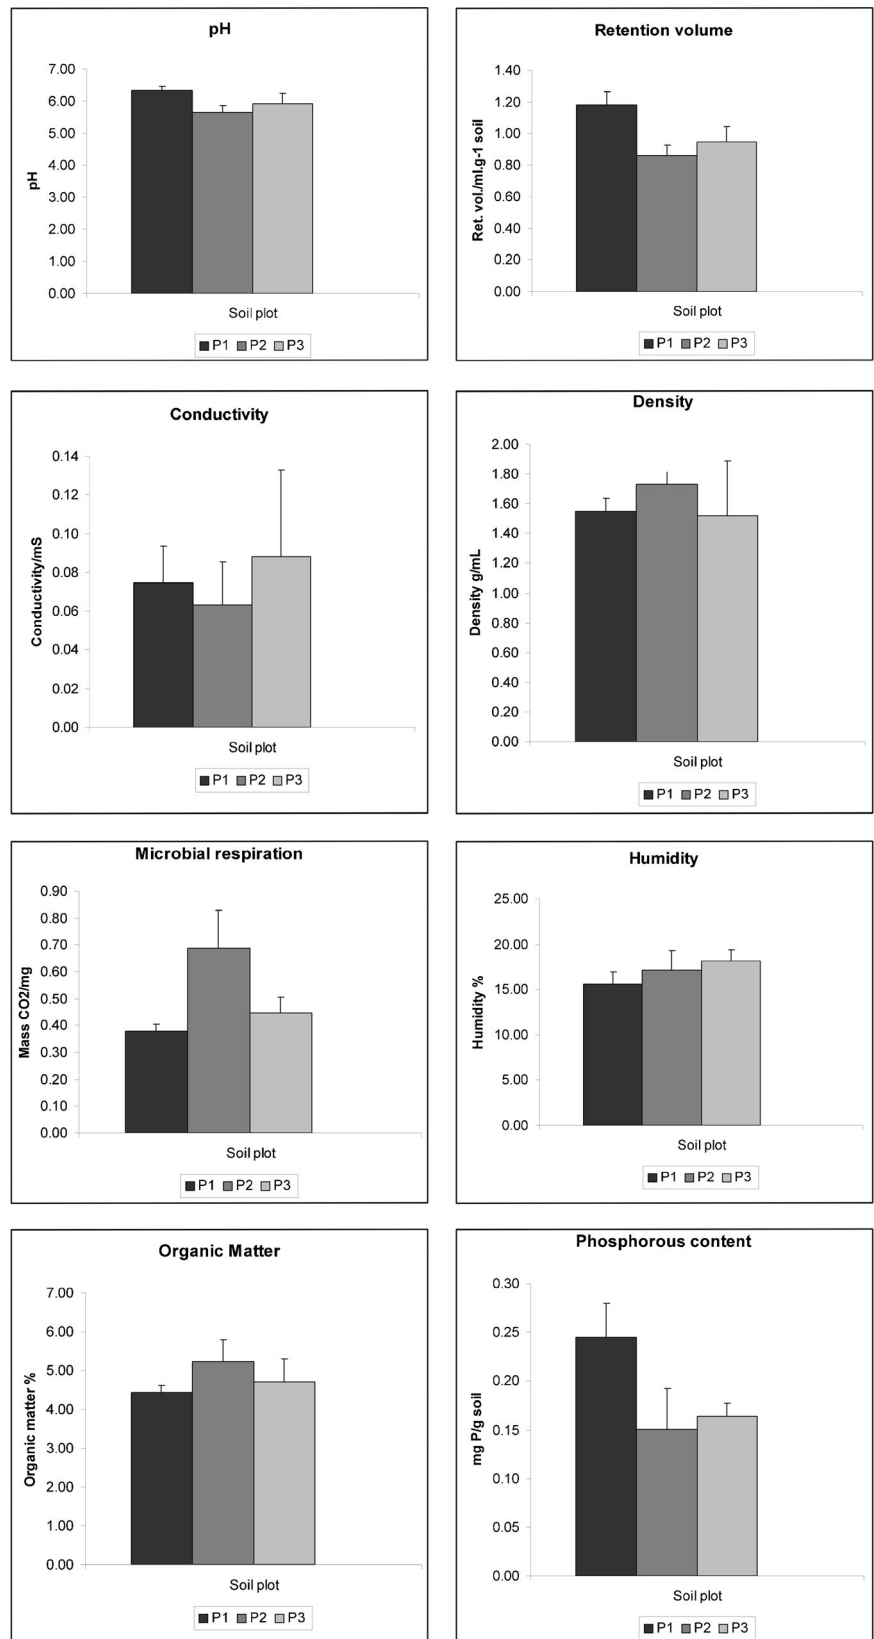 pH
7.00
6.00
5.00
4.00
3.00
2.00
1.00
0.00
pH
Soil plot
P1 P2 P3
Retention volume
1.40
1.20
1.00
0.80
0.60
0.40
0.20
0.00
Ret. vol./ml.g-1 soil
Soil plot
P1 P2 P3
Conductivity
0.14
0.12
0.10
0.08
0.06
0.04
0.02
0.00
Conductivity/mS
Soil plot
P1 P2 P3
Density
2.00
1.80
1.60
1.40
1.20
1.00
0.80
0.60
0.40
0.20
0.00
Density g/mL
Soil plot
P1 P2 P3
Microbial respiration
0.90
0.80
0.70
0.60
0.50
0.40
0.30
0.20
0.10
0.00
Mass CO2/mg
Soil plot
P1 P2 P3
Humidity
25.00
20.00
15.00
10.00
5.00
0.00
Humidity %
Soil plot
P1 P2 P3
Organic Matter
7.00
6.00
5.00
4.00
3.00
2.00
1.00
0.00
Organic matter %
Soil plot
P1 P2 P3
Phosphorous content
0.30
0.25
0.20
0.15
0.10
0.05
0.00
mg P/g soil
Soil plot
P1 P2 P3